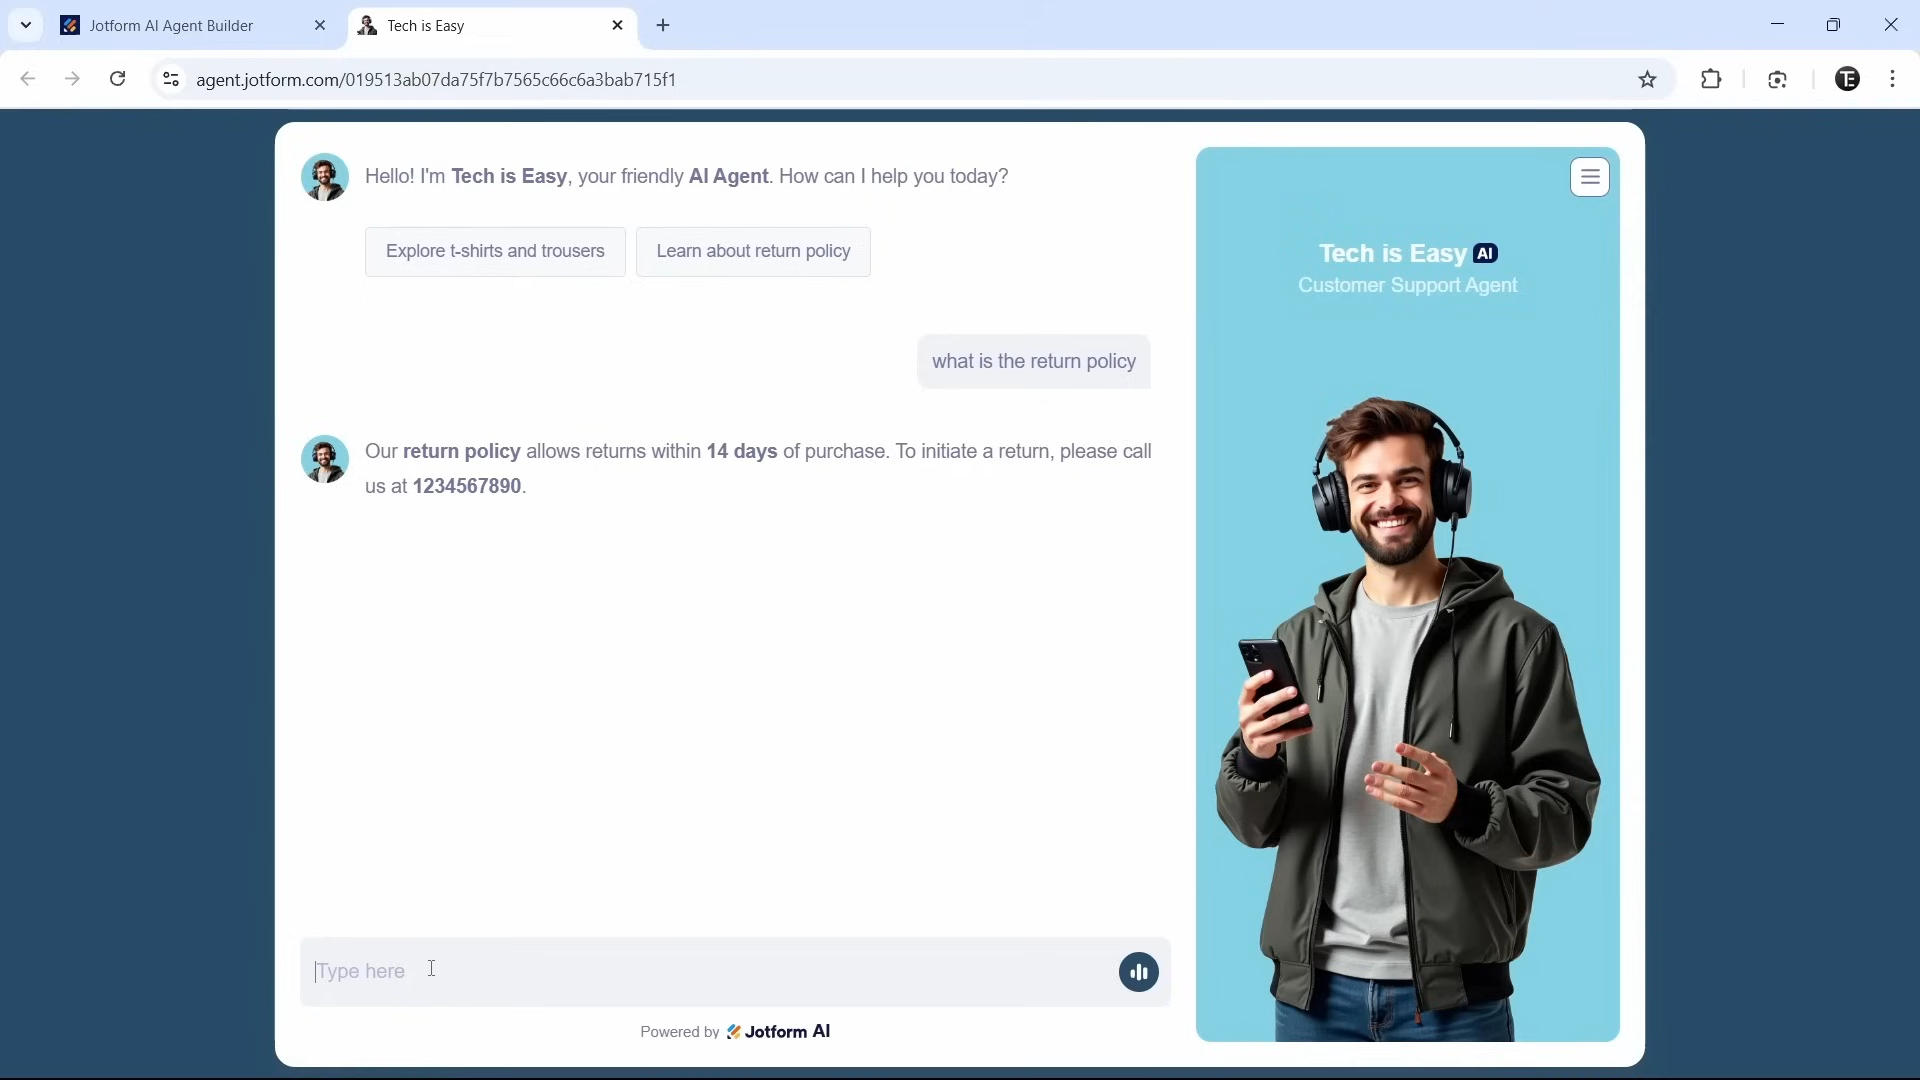 Jotform AI Agent Builder
Tech is Easy
agent.jotform.com/019513ab07da75f7b7565c66c6a3bab715f1
Hello! I'm Tech is Easy, your friendly AI Agent. How can I help you today?
Explore t-shirts and trousers
Learn about return policy
what is the return policy
Our return policy allows returns within 14 days of purchase. To initiate a return, please call
us at 1234567890.
Type here
Powered by Jotform AI
Tech is Easy AI
Customer Support Agent
TE